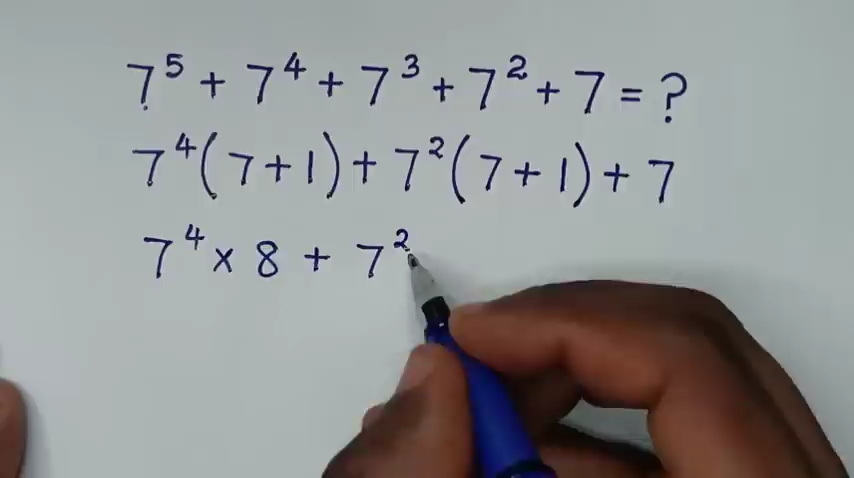 7⁵ + 7⁴ + 7³ + 7² + 7 = ?
7⁴(7 + 1) + 7²(7 + 1) + 7
7⁴ × 8 + 7²